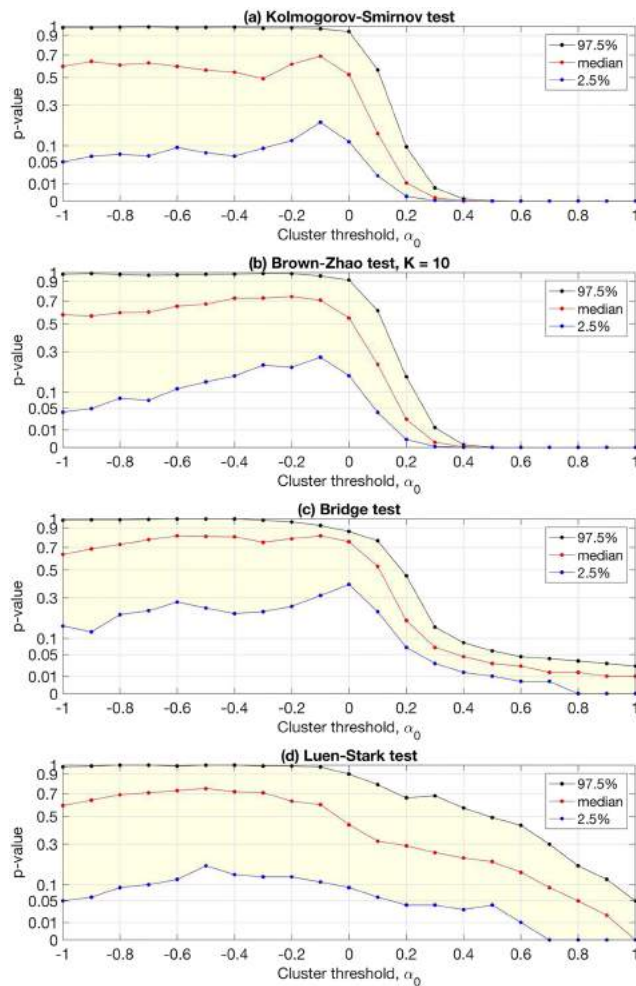 (a) Kolmogorov-Smirnov test
1
0.9
0.7
0.5
0.3
0.1
0.05
0.01
0
p-value
97.5%
median
2.5%
-1 -0.8 -0.6 -0.4 -0.2 0 0.2 0.4 0.6 0.8 1
Cluster threshold, α0
(b) Brown-Zhao test, K = 10
1
0.9
0.7
0.5
0.3
0.1
0.05
0.01
0
p-value
97.5%
median
2.5%
-1 -0.8 -0.6 -0.4 -0.2 0 0.2 0.4 0.6 0.8 1
Cluster threshold, α0
(c) Bridge test
1
0.9
0.7
0.5
0.3
0.1
0.05
0.01
0
p-value
97.5%
median
2.5%
-1 -0.8 -0.6 -0.4 -0.2 0 0.2 0.4 0.6 0.8 1
Cluster threshold, α0
(d) Luen-Stark test
1
0.9
0.7
0.5
0.3
0.1
0.05
0.01
0
p-value
97.5%
median
2.5%
-1 -0.8 -0.6 -0.4 -0.2 0 0.2 0.4 0.6 0.8 1
Cluster threshold, α0